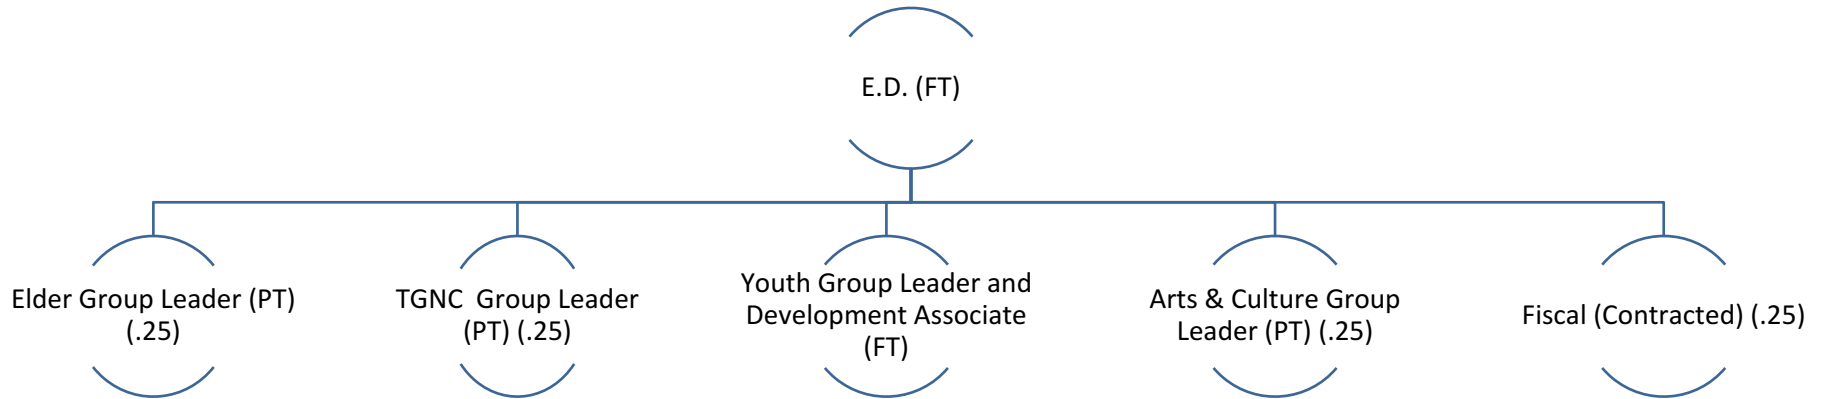 E.D. (FT)
Elder Group Leader (PT)
(.25)
TGNC  Group Leader
(PT) (.25)
Youth Group Leader and
Development Associate
(FT)
Arts & Culture Group
Leader (PT) (.25)
Fiscal (Contracted) (.25)